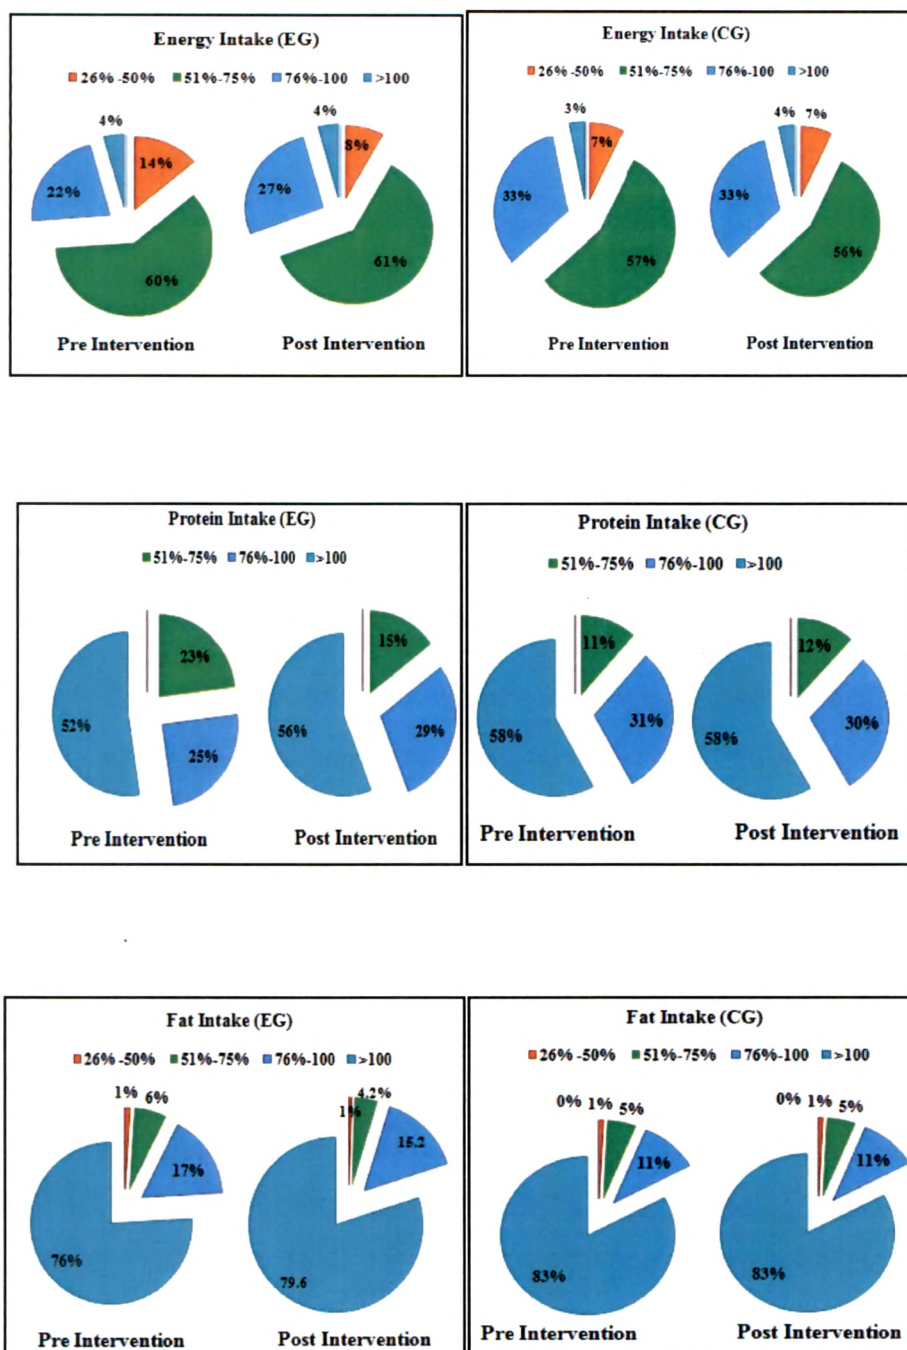 Energy Intake (EG)
26% -50% 51%-75% 76%-100 >100
4%
14%
22%
60%
Pre Intervention
4%
8%
27%
61%
Post Intervention
Energy Intake (CG)
26% -50% 51%-75% 76%-100 >100
3%
7%
33%
57%
Pre Intervention
4% 7%
33%
56%
Post Intervention
Protein Intake (EG)
51%-75% 76%-100 >100
23%
52%
25%
Pre Intervention
15%
56%
29%
Post Intervention
Protein Intake (CG)
51%-75% 76%-100 >100
11%
31%
58%
Pre Intervention
12%
30%
58%
Post Intervention
Fat Intake (EG)
26% -50% 51%-75% 76%-100 >100
1% 6%
17%
76%
Pre Intervention
4.2%
1%
15.2
79.6
Post Intervention
Fat Intake (CG)
26% -50% 51%-75% 76%-100 >100
0% 1% 5%
11%
83%
Pre Intervention
0% 1% 5%
11%
83%
Post Intervention